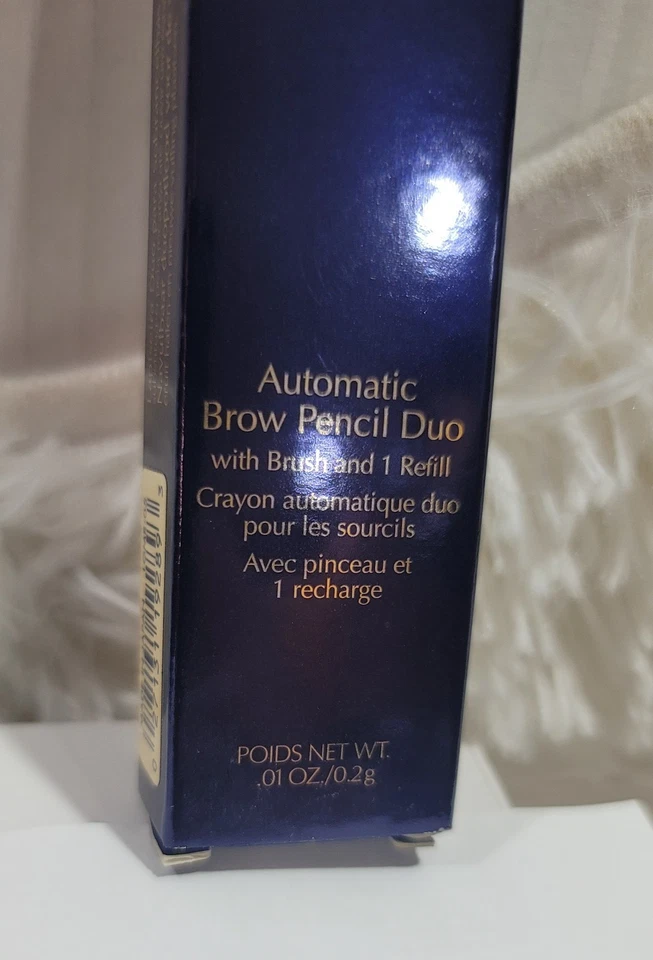 Automatic
Brow Pencil Duo
with Brush and 1 Refill
Crayon automatique duo
pour les sourcils
Avec pinceau et
1 recharge
POIDS NET WT.
.01 OZ./0.2g